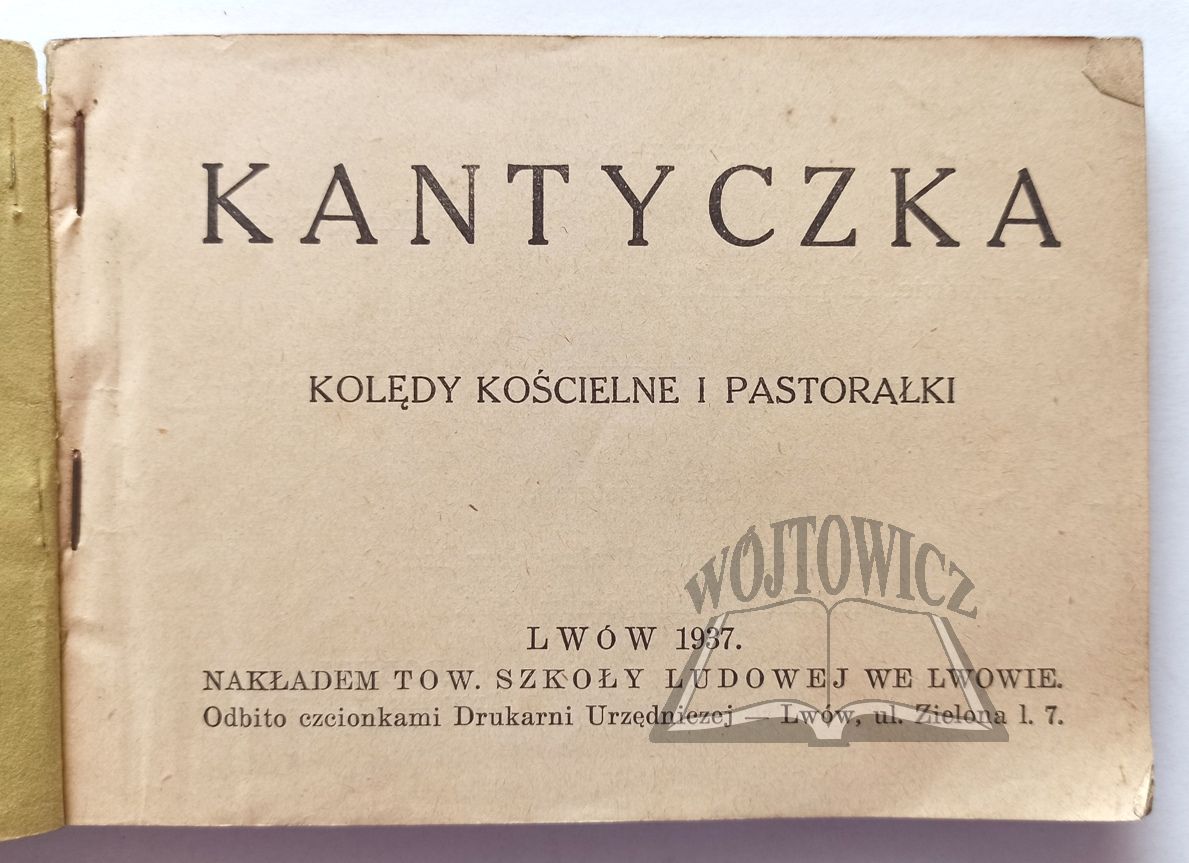 KANTYCZKA
KOLĘDY KOŚCIELNE I PASTORAŁKI
WÓJTOWICZ
LWÓW 1937.
NAKŁADEM TOW. SZKOŁY LUDOWEJ WE LWOWIE.
Odbito czcionkami Drukarni Urzędniczej — Lwów, ul. Zielona l. 7.